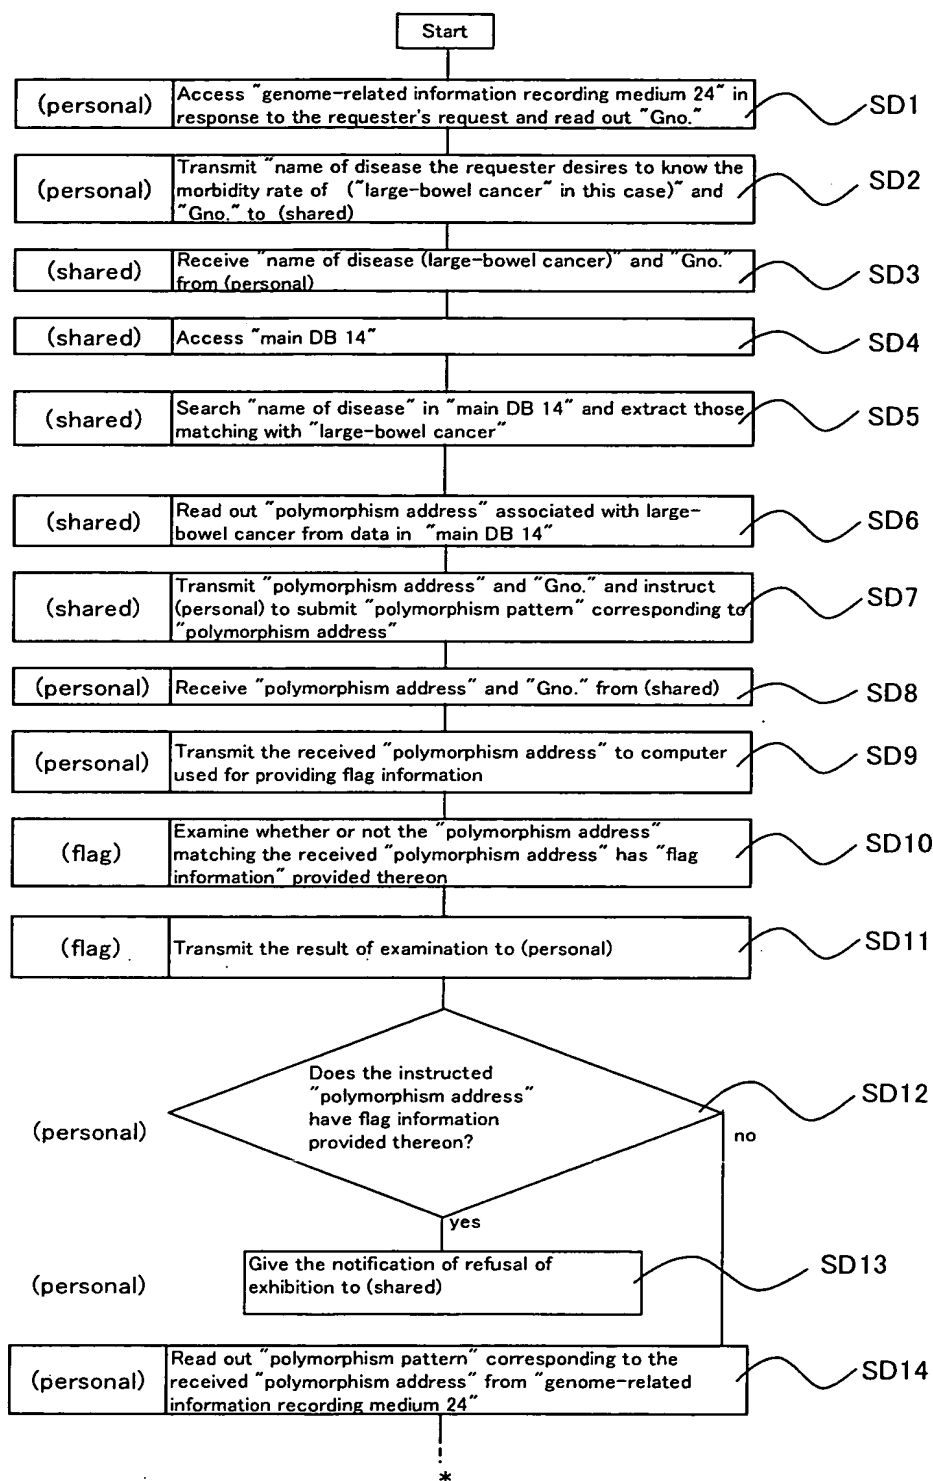 Start
(personal)
Access "genome-related information recording medium 24" in
response to the requester's request and read out "Gno."
SD1
(personal)
Transmit "name of disease the requester desires to know the
morbidity rate of ("large-bowel cancer" in this case)" and
"Gno." to (shared)
SD2
(shared)
Receive "name of disease (large-bowel cancer)" and "Gno."
from (personal)
SD3
(shared)
Access "main DB 14"
SD4
(shared)
Search "name of disease" in "main DB 14" and extract those
matching with "large-bowel cancer"
SD5
(shared)
Read out "polymorphism address" associated with large-
bowel cancer from data in "main DB 14"
SD6
(shared)
Transmit "polymorphism address" and "Gno." and instruct
(personal) to submit "polymorphism pattern" corresponding to
"polymorphism address"
SD7
(personal)
Receive "polymorphism address" and "Gno." from (shared)
SD8
(personal)
Transmit the received "polymorphism address" to computer
used for providing flag information
SD9
(flag)
Examine whether or not the "polymorphism address"
matching the received "polymorphism address" has "flag
information" provided thereon
SD10
(flag)
Transmit the result of examination to (personal)
SD11
(personal)
Does the instructed
"polymorphism address"
have flag information
provided thereon?
SD12
no
yes
(personal)
Give the notification of refusal of
exhibition to (shared)
SD13
(personal)
Read out "polymorphism pattern" corresponding to the
received "polymorphism address" from "genome-related
information recording medium 24"
SD14
*